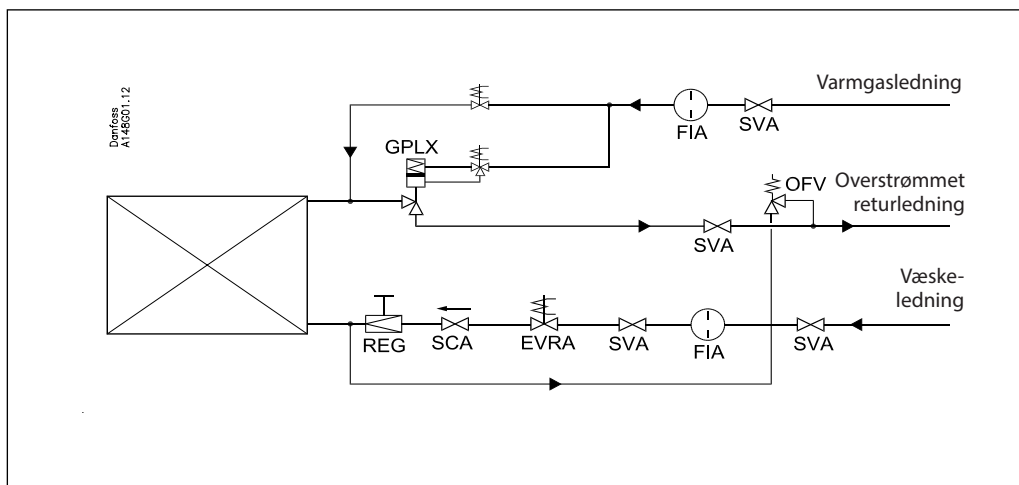 Danfoss
A148G01.12
Varmgasledning
FIA
SVA
GPLX
OFV
Overstrømmet
returledning
SVA
Væske-
ledning
REG
SCA
EVRA
SVA
FIA
SVA